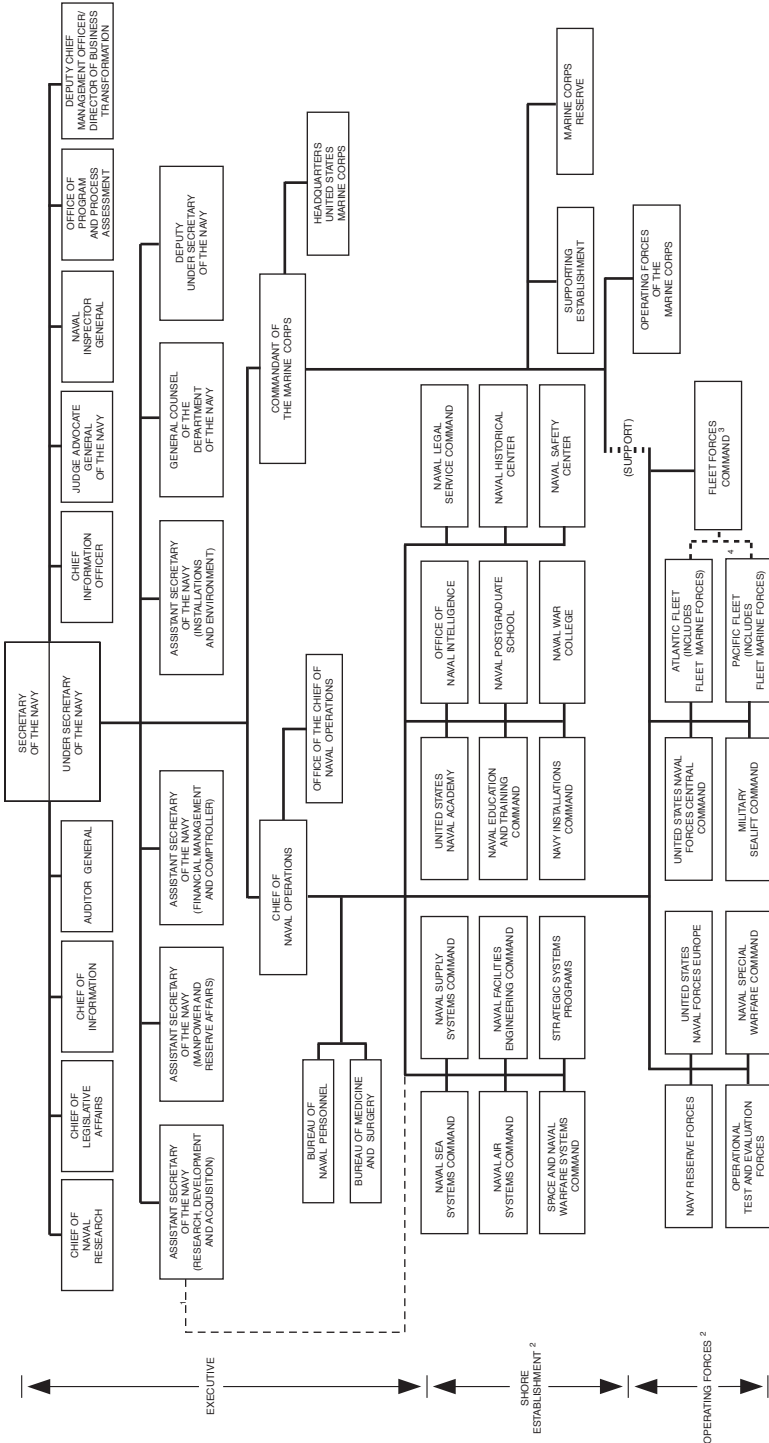 SECRETARY
OF THE NAVY
UNDER SECRETARY
OF THE NAVY
CHIEF OF
NAVAL
RESEARCH
CHIEF OF
LEGISLATIVE
AFFAIRS
CHIEF OF
INFORMATION
AUDITOR GENERAL
CHIEF
INFORMATION
OFFICER
JUDGE ADVOCATE
GENERAL
OF THE NAVY
NAVAL
INSPECTOR
GENERAL
OFFICE OF
PROGRAM
AND PROCESS
ASSESSMENT
DEPUTY CHIEF
MANAGEMENT OFFICER/
DIRECTOR OF BUSINESS
TRANSFORMATION
ASSISTANT SECRETARY
OF THE NAVY
(RESEARCH, DEVELOPMENT
AND ACQUISITION)
ASSISTANT SECRETARY
OF THE NAVY
(MANPOWER AND
RESERVE AFFAIRS)
ASSISTANT SECRETARY
OF THE NAVY
(FINANCIAL MANAGEMENT
AND COMPTROLLER)
ASSISTANT SECRETARY
OF THE NAVY
(INSTALLATIONS
AND ENVIRONMENT)
GENERAL COUNSEL
OF THE
DEPARTMENT
OF THE NAVY
DEPUTY
UNDER SECRETARY
OF THE NAVY
1
EXECUTIVE
CHIEF OF
NAVAL OPERATIONS
OFFICE OF THE CHIEF OF
NAVAL OPERATIONS
COMMANDANT OF
THE MARINE CORPS
HEADQUARTERS
UNITED STATES
MARINE CORPS
BUREAU OF
NAVAL PERSONNEL
BUREAU OF MEDICINE
AND SURGERY
SHORE
ESTABLISHMENT 2
NAVAL SEA
SYSTEMS COMMAND
NAVAL SUPPLY
SYSTEMS COMMAND
UNITED STATES
NAVAL ACADEMY
OFFICE OF
NAVAL INTELLIGENCE
NAVAL LEGAL
SERVICE COMMAND
NAVAL AIR
SYSTEMS COMMAND
NAVAL FACILITIES
ENGINEERING COMMAND
NAVAL EDUCATION
AND TRAINING
COMMAND
NAVAL POSTGRADUATE
SCHOOL
NAVAL HISTORICAL
CENTER
SPACE AND NAVAL
WARFARE SYSTEMS
COMMAND
STRATEGIC SYSTEMS
PROGRAMS
NAVY INSTALLATIONS
COMMAND
NAVAL WAR
COLLEGE
NAVAL SAFETY
CENTER
SUPPORTING
ESTABLISHMENT
MARINE CORPS
RESERVE
OPERATING FORCES
OF THE
MARINE CORPS
(SUPPORT)
OPERATING FORCES 2
NAVY RESERVE FORCES
UNITED STATES
NAVAL FORCES EUROPE
UNITED STATES NAVAL
FORCES CENTRAL
COMMAND
ATLANTIC FLEET
(INCLUDES
FLEET MARINE FORCES)
FLEET FORCES
COMMAND 3
4
OPERATIONAL
TEST AND EVALUATION
FORCES
NAVAL SPECIAL
WARFARE COMMAND
MILITARY
SEALIFT COMMAND
PACIFIC FLEET
(INCLUDES
FLEET MARINE FORCES)